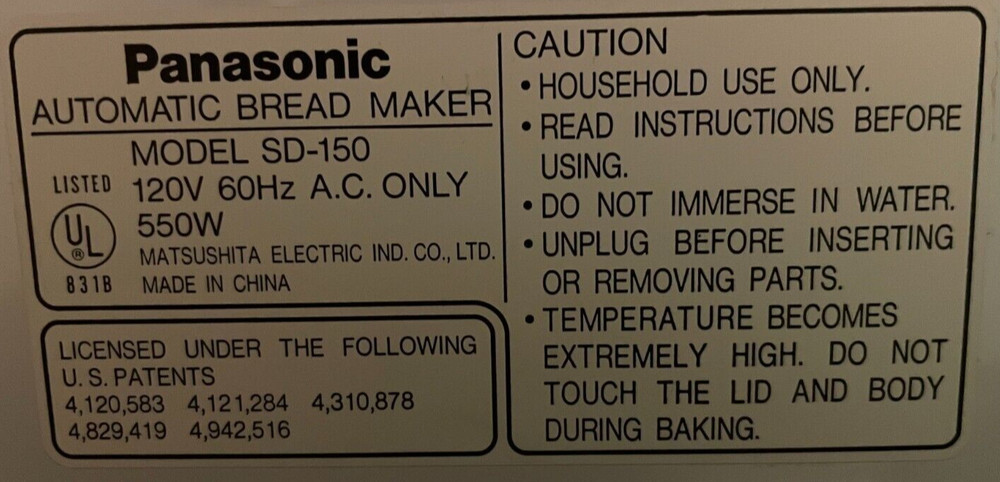 Panasonic
AUTOMATIC BREAD MAKER
MODEL SD-150
LISTED 120V 60Hz A.C. ONLY
UL 550W
® MATSUSHITA ELECTRIC IND. CO., LTD.
831B MADE IN CHINA
LICENSED UNDER THE FOLLOWING
U. S. PATENTS
4,120,583 4,121,284 4,310,878
4,829,419 4,942,516
CAUTION
• HOUSEHOLD USE ONLY.
• READ INSTRUCTIONS BEFORE
USING.
• DO NOT IMMERSE IN WATER.
• UNPLUG BEFORE INSERTING
OR REMOVING PARTS.
• TEMPERATURE BECOMES
EXTREMELY HIGH. DO NOT
TOUCH THE LID AND BODY
DURING BAKING.